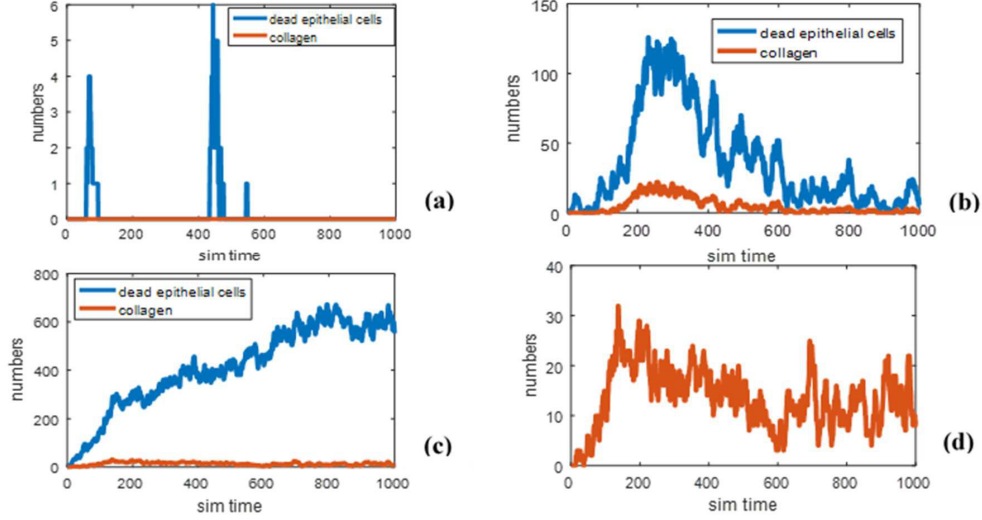 6
5
4
3
2
1
0
numbers
dead epithelial cells
collagen
0 200 400 600 800 1000
sim time
(a)
150
100
50
0
numbers
dead epithelial cells
collagen
0 200 400 600 800 1000
sim time
(b)
800
600
400
200
0
numbers
dead epithelial cells
collagen
0 200 400 600 800 1000
sim time
(c)
40
30
20
10
0
numbers
0 200 400 600 800 1000
sim time
(d)